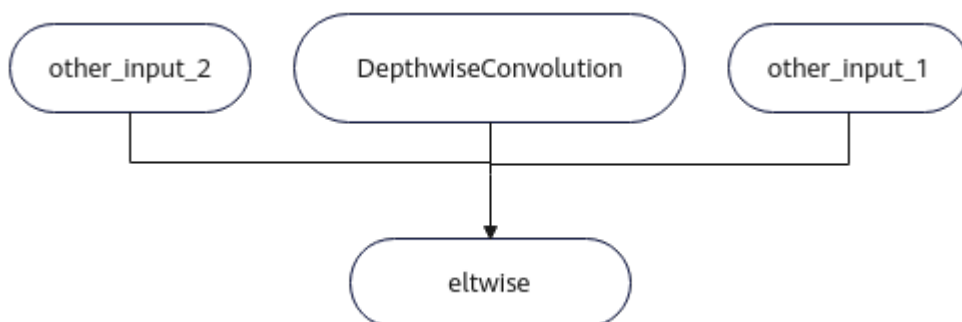 other_input_2
DepthwiseConvolution
other_input_1
eltwise